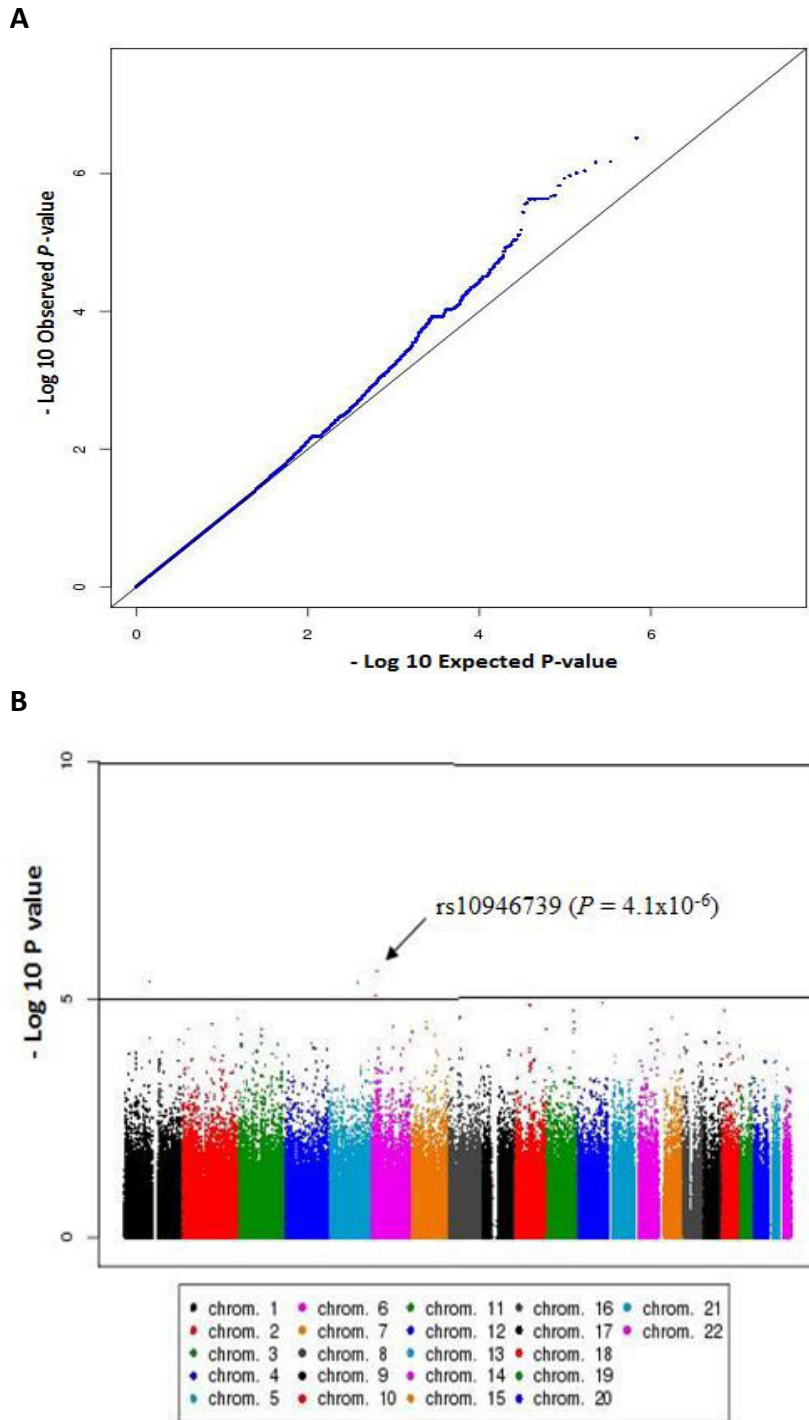 A
- Log 10 Observed P-value
6
4
2
0
0 2 4 6
- Log 10 Expected P-value
B
- Log 10 P value
10
5
0
rs10946739 (P = 4.1x10⁻⁶)
chrom. 1 chrom. 6 chrom. 11 chrom. 16 chrom. 21
chrom. 2 chrom. 7 chrom. 12 chrom. 17 chrom. 22
chrom. 3 chrom. 8 chrom. 13 chrom. 18
chrom. 4 chrom. 9 chrom. 14 chrom. 19
chrom. 5 chrom. 10 chrom. 15 chrom. 20